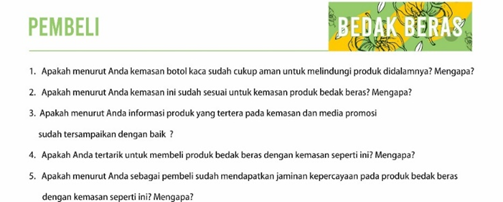 PEMBELI
BEDAK BERAS
1. Apakah menurut Anda kemasan botol kaca sudah cukup aman untuk melindungi produk didalamnya? Mengapa?
2. Apakah menurut Anda kemasan ini sudah sesuai untuk kemasan produk bedak beras? Mengapa?
3. Apakah menurut Anda informasi produk yang tertera pada kemasan dan media promosi
sudah tersampaikan dengan baik ?
4. Apakah Anda tertarik untuk membeli produk bedak beras dengan kemasan seperti ini? Mengapa?
5. Apakah menurut Anda sebagai pembeli sudah mendapatkan jaminan kepercayaan pada produk bedak beras
dengan kemasan seperti ini? Mengapa?